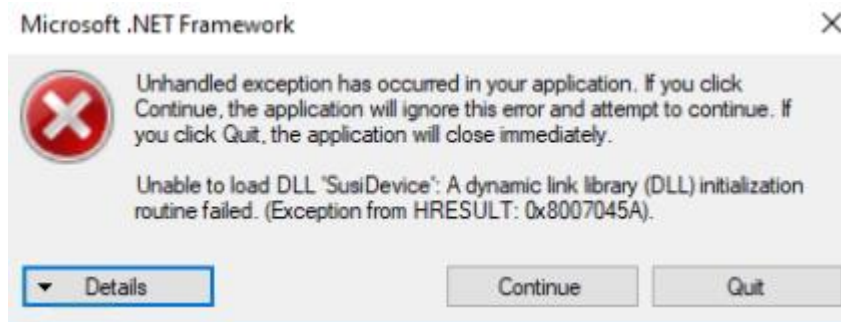 Microsoft .NET Framework
Unhandled exception has occurred in your application. If you click
Continue, the application will ignore this error and attempt to continue. If
you click Quit, the application will close immediately.
Unable to load DLL 'SusiDevice': A dynamic link library (DLL) initialization
routine failed. (Exception from HRESULT: 0x8007045A).
Details
Continue
Quit